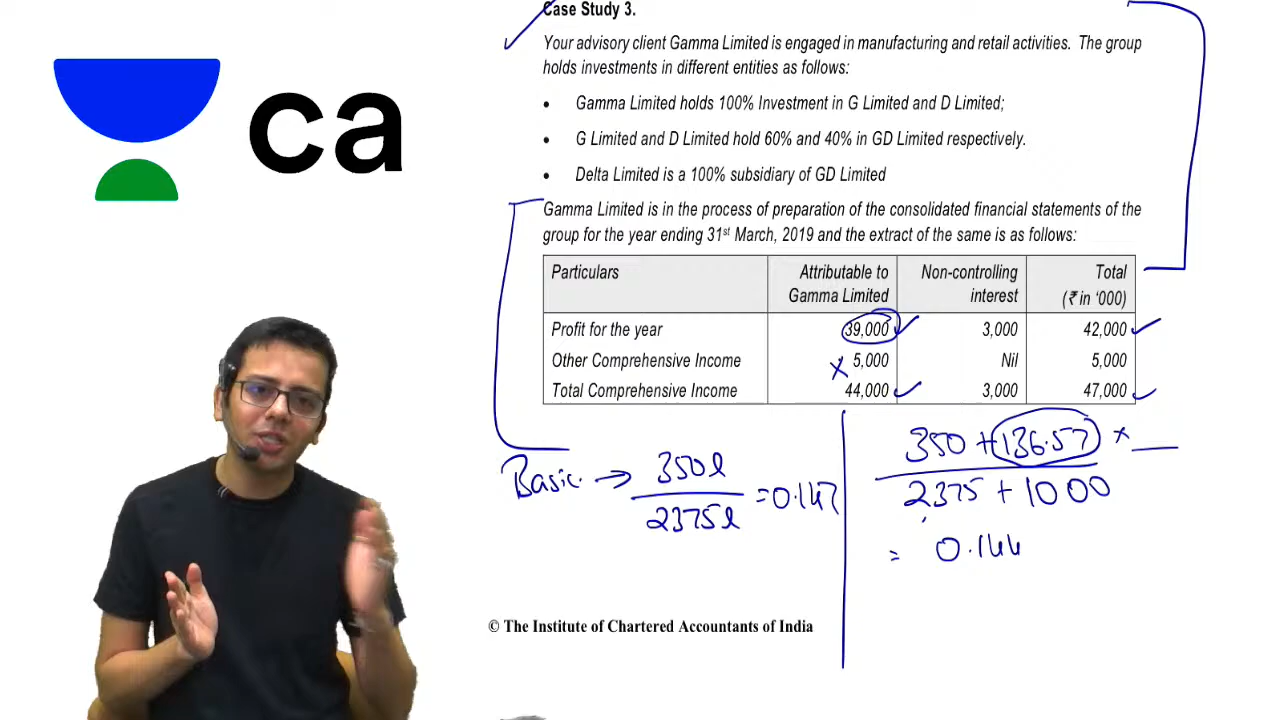 ca
Case Study 3.
Your advisory client Gamma Limited is engaged in manufacturing and retail activities. The group
holds investments in different entities as follows:
• Gamma Limited holds 100% Investment in G Limited and D Limited;
• G Limited and D Limited hold 60% and 40% in GD Limited respectively.
• Delta Limited is a 100% subsidiary of GD Limited
Gamma Limited is in the process of preparation of the consolidated financial statements of the
group for the year ending 31st March, 2019 and the extract of the same is as follows:
Particulars Attributable to Gamma Limited Non-controlling interest Total (₹ in ‘000)
Profit for the year 39,000 3,000 42,000
Other Comprehensive Income 5,000 Nil 5,000
Total Comprehensive Income 44,000 3,000 47,000
Basic → 350l / 2375l = 0.147
350 + 136.57 ×
2375 + 1000
= 0.144
© The Institute of Chartered Accountants of India